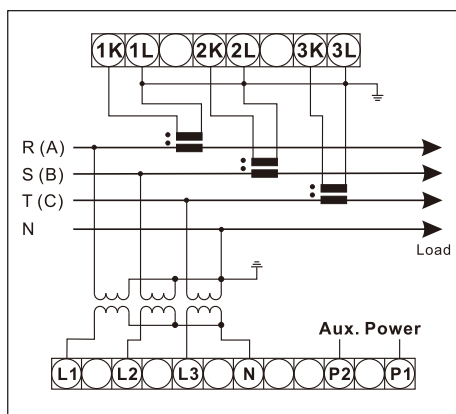 1K 1L 2K 2L 3K 3L
R (A)
S (B)
T (C)
N
Load
Aux. Power
L1 L2 L3 N P2 P1